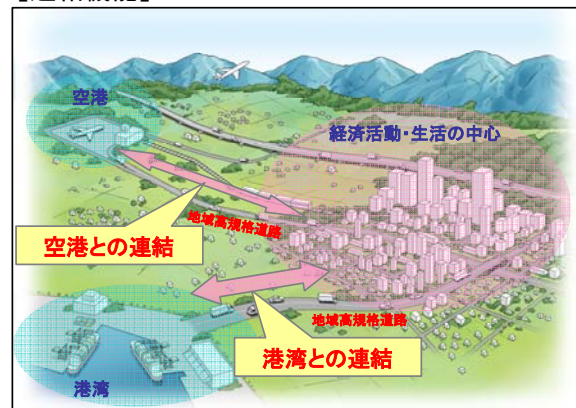 空港
経済活動・生活の中心
地域高規格道路
空港との連結
地域高規格道路
港湾との連結
港湾